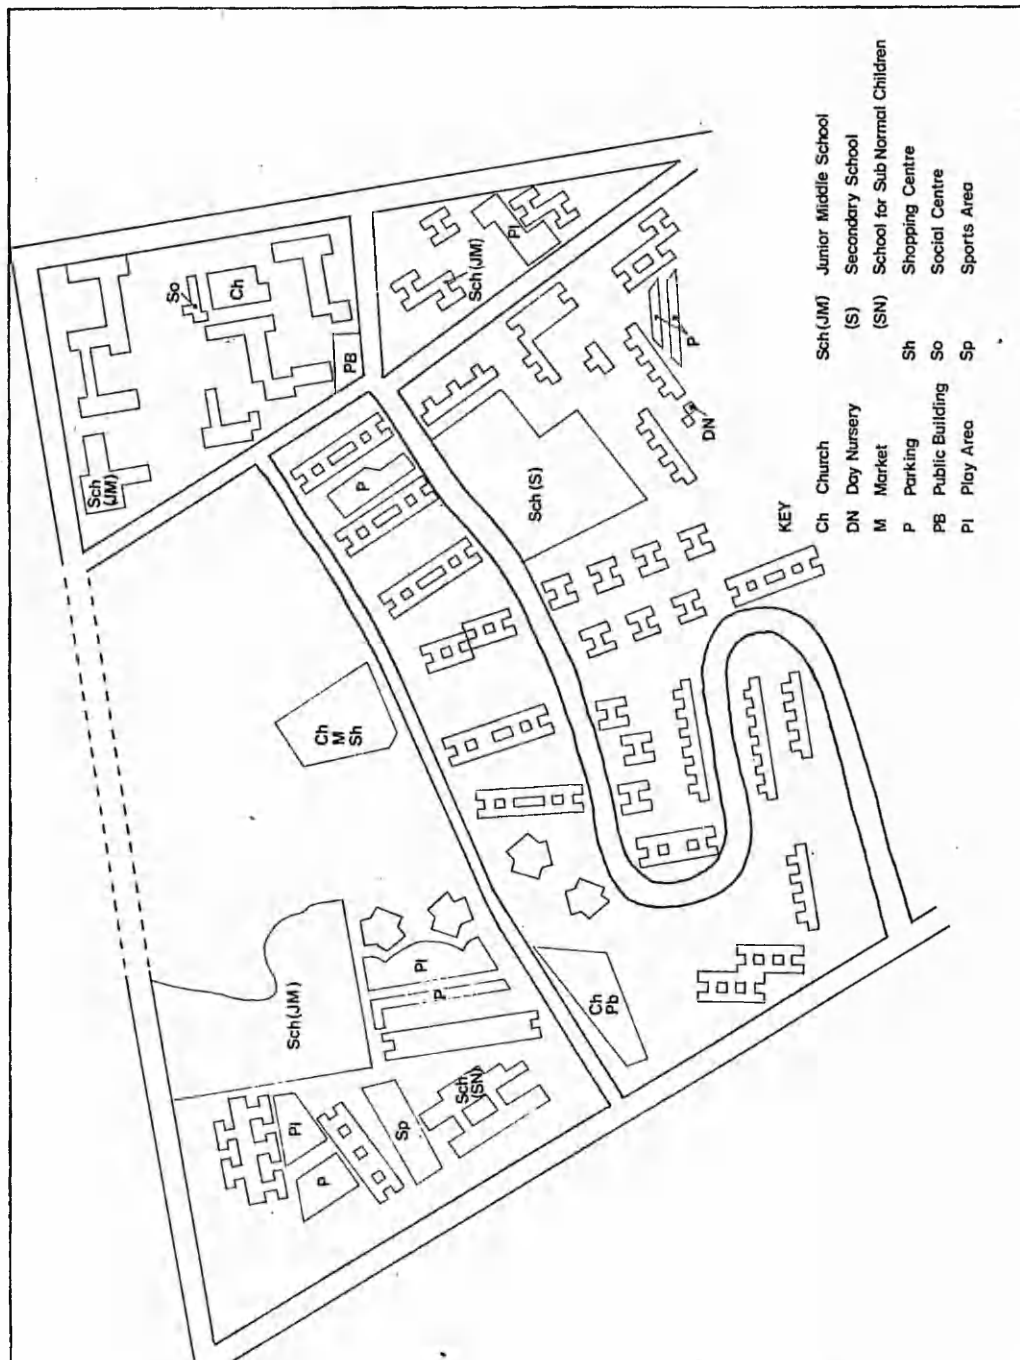 Sch
(JM)
So
Ch
PB
Sch(JM)
Pl
P
DN
Sch(S)
P
Ch
M
Sh
Sch(JM)
Pl
P
Ch
Pb
Sch
(SN)
Sp
Pl
P
KEY
Ch Church Sch(JM) Junior Middle School
DN Day Nursery (S) Secondary School
M Market (SN) School for Sub Normal Children
P Parking Sh Shopping Centre
PB Public Building So Social Centre
Pl Play Area Sp Sports Area